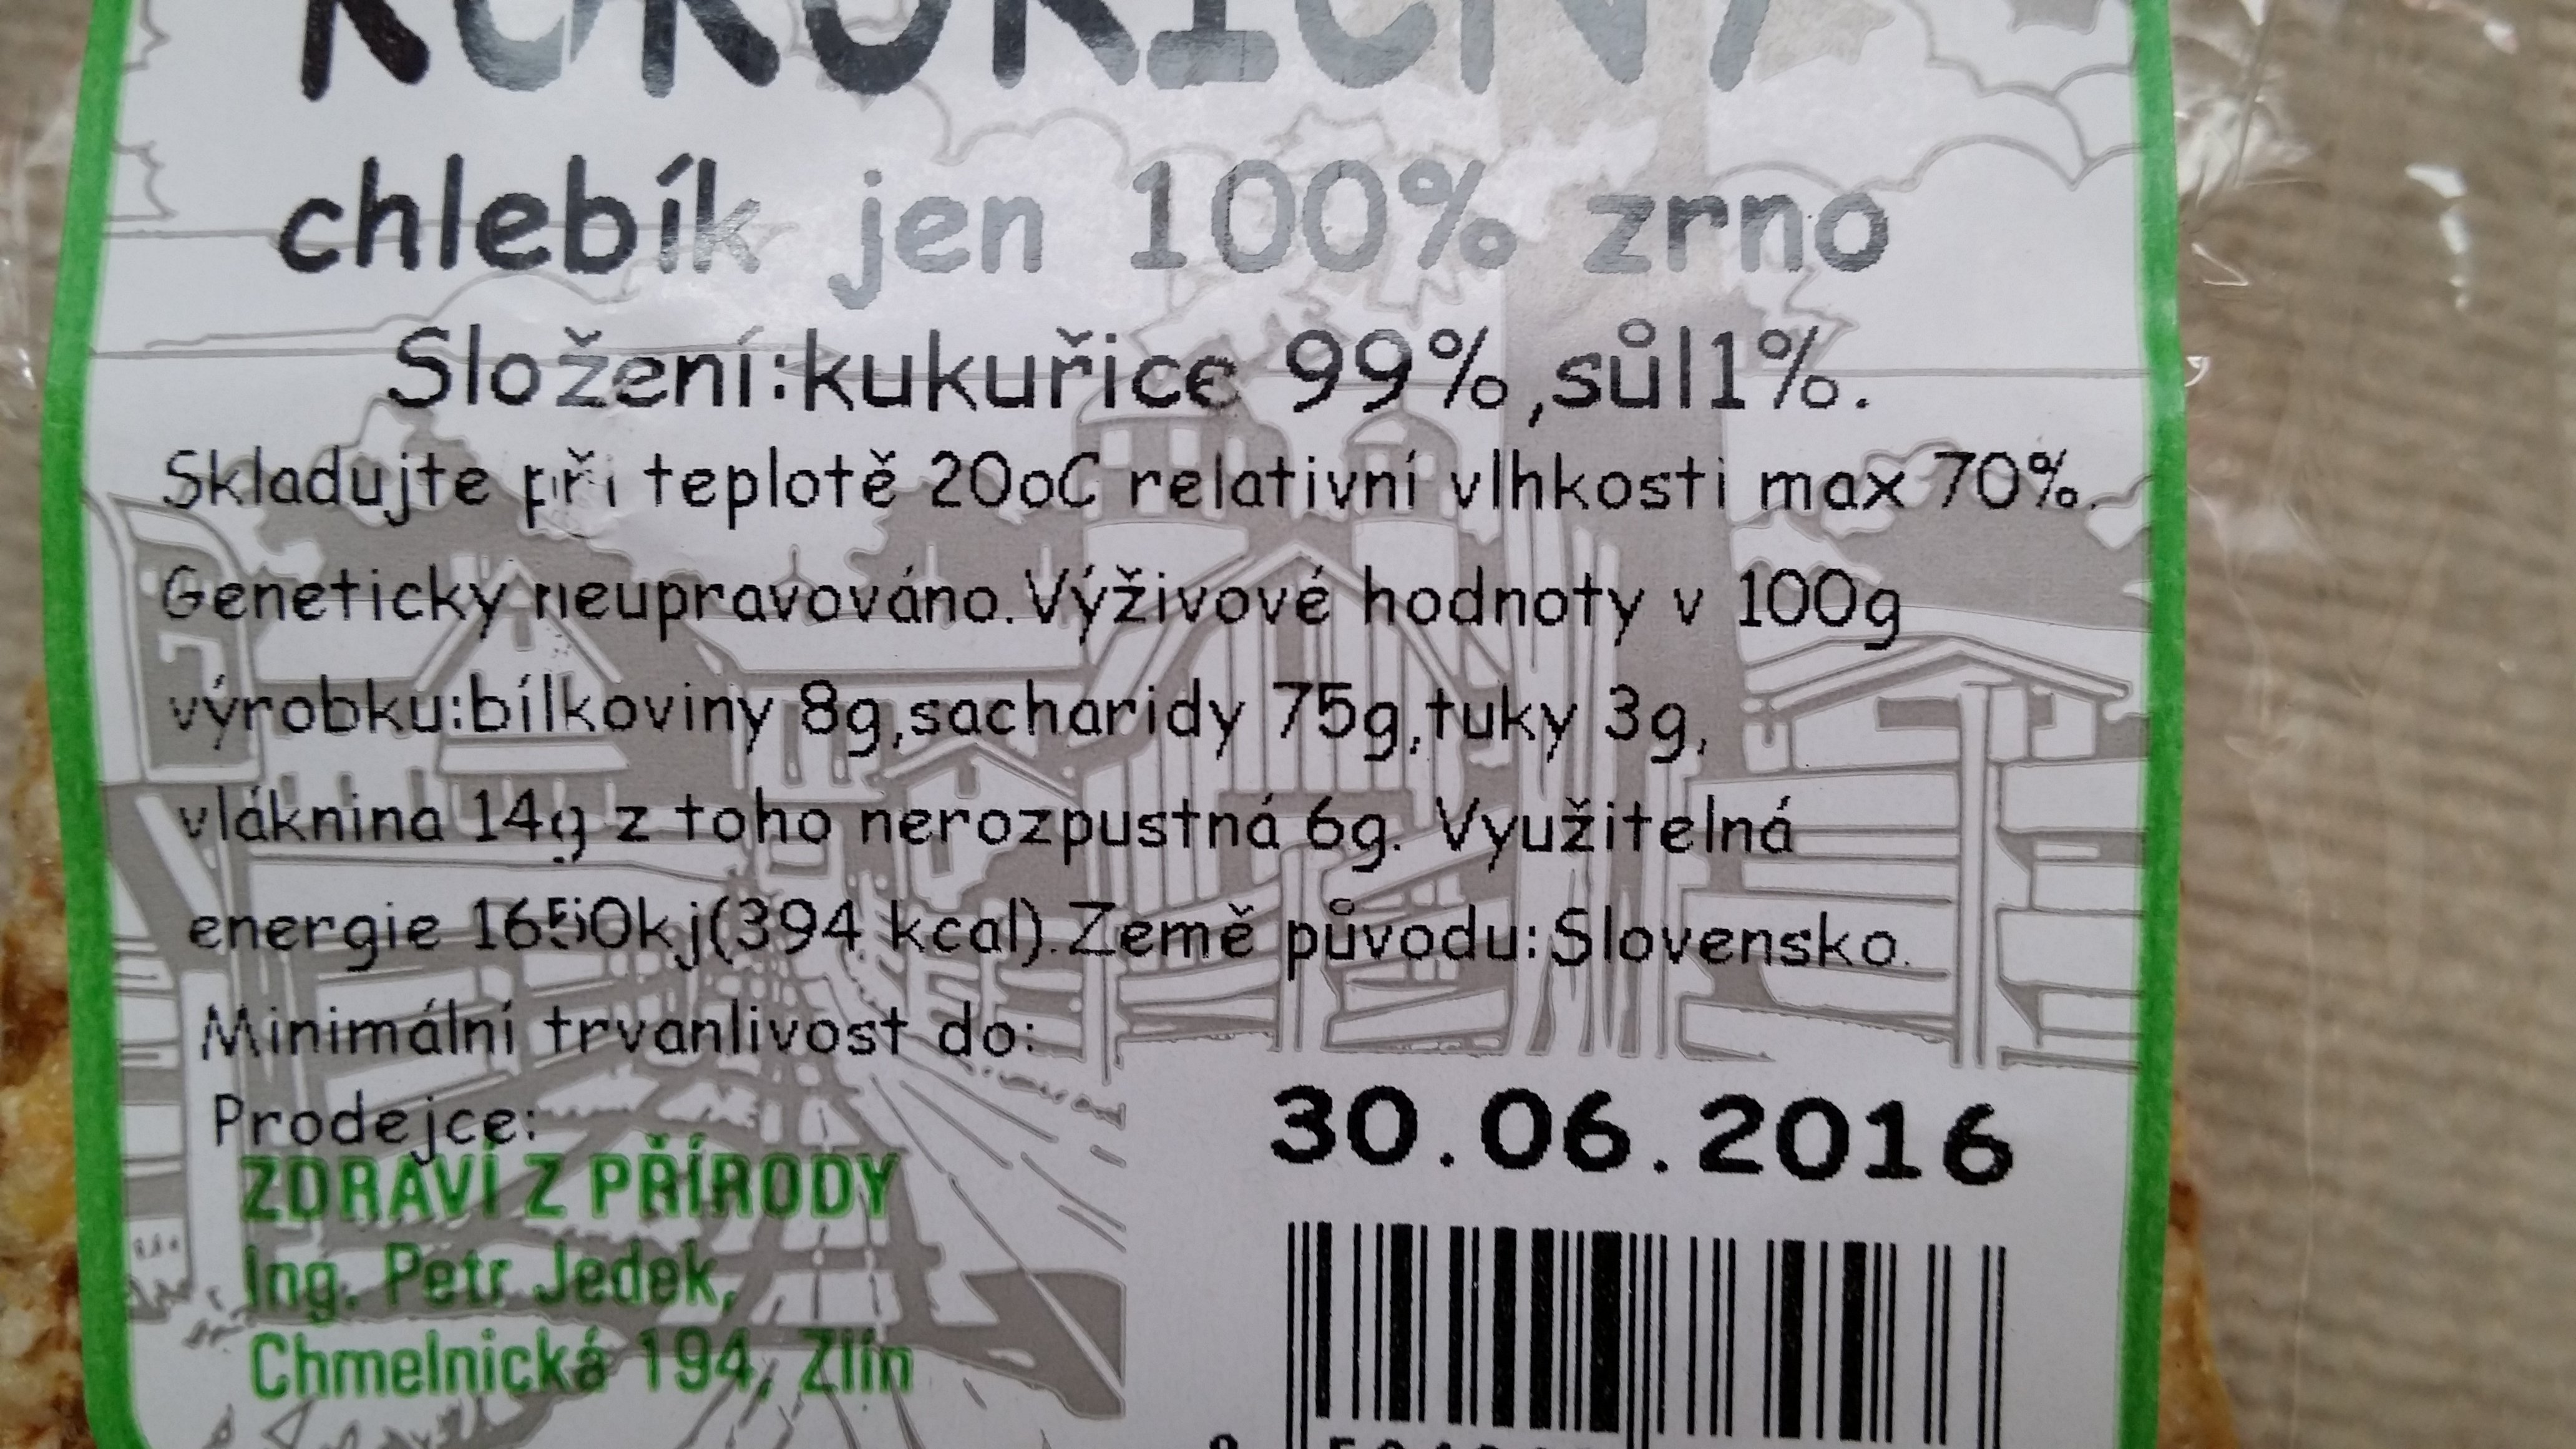 chlebík jen 100% zrno
Složení:kukuřice 99%,sůl1%.
Skladujte při teplotě 20oC relativní vlhkosti max 70%.
Geneticky neupravováno.Výživové hodnoty v 100g
výrobku:bílkoviny 8g,sacharidy 75g,tuky 3g,
vláknina 14g z toho nerozpustná 6g. Využitelná
energie 1650kj(394 kcal).Země původu:Slovensko.
Minimální trvanlivost do:
30.06.2016
Prodejce:
ZDRAVÍ Z PŘÍRODY
Ing. Petr Jedek,
Chmelnická 194, Zlín